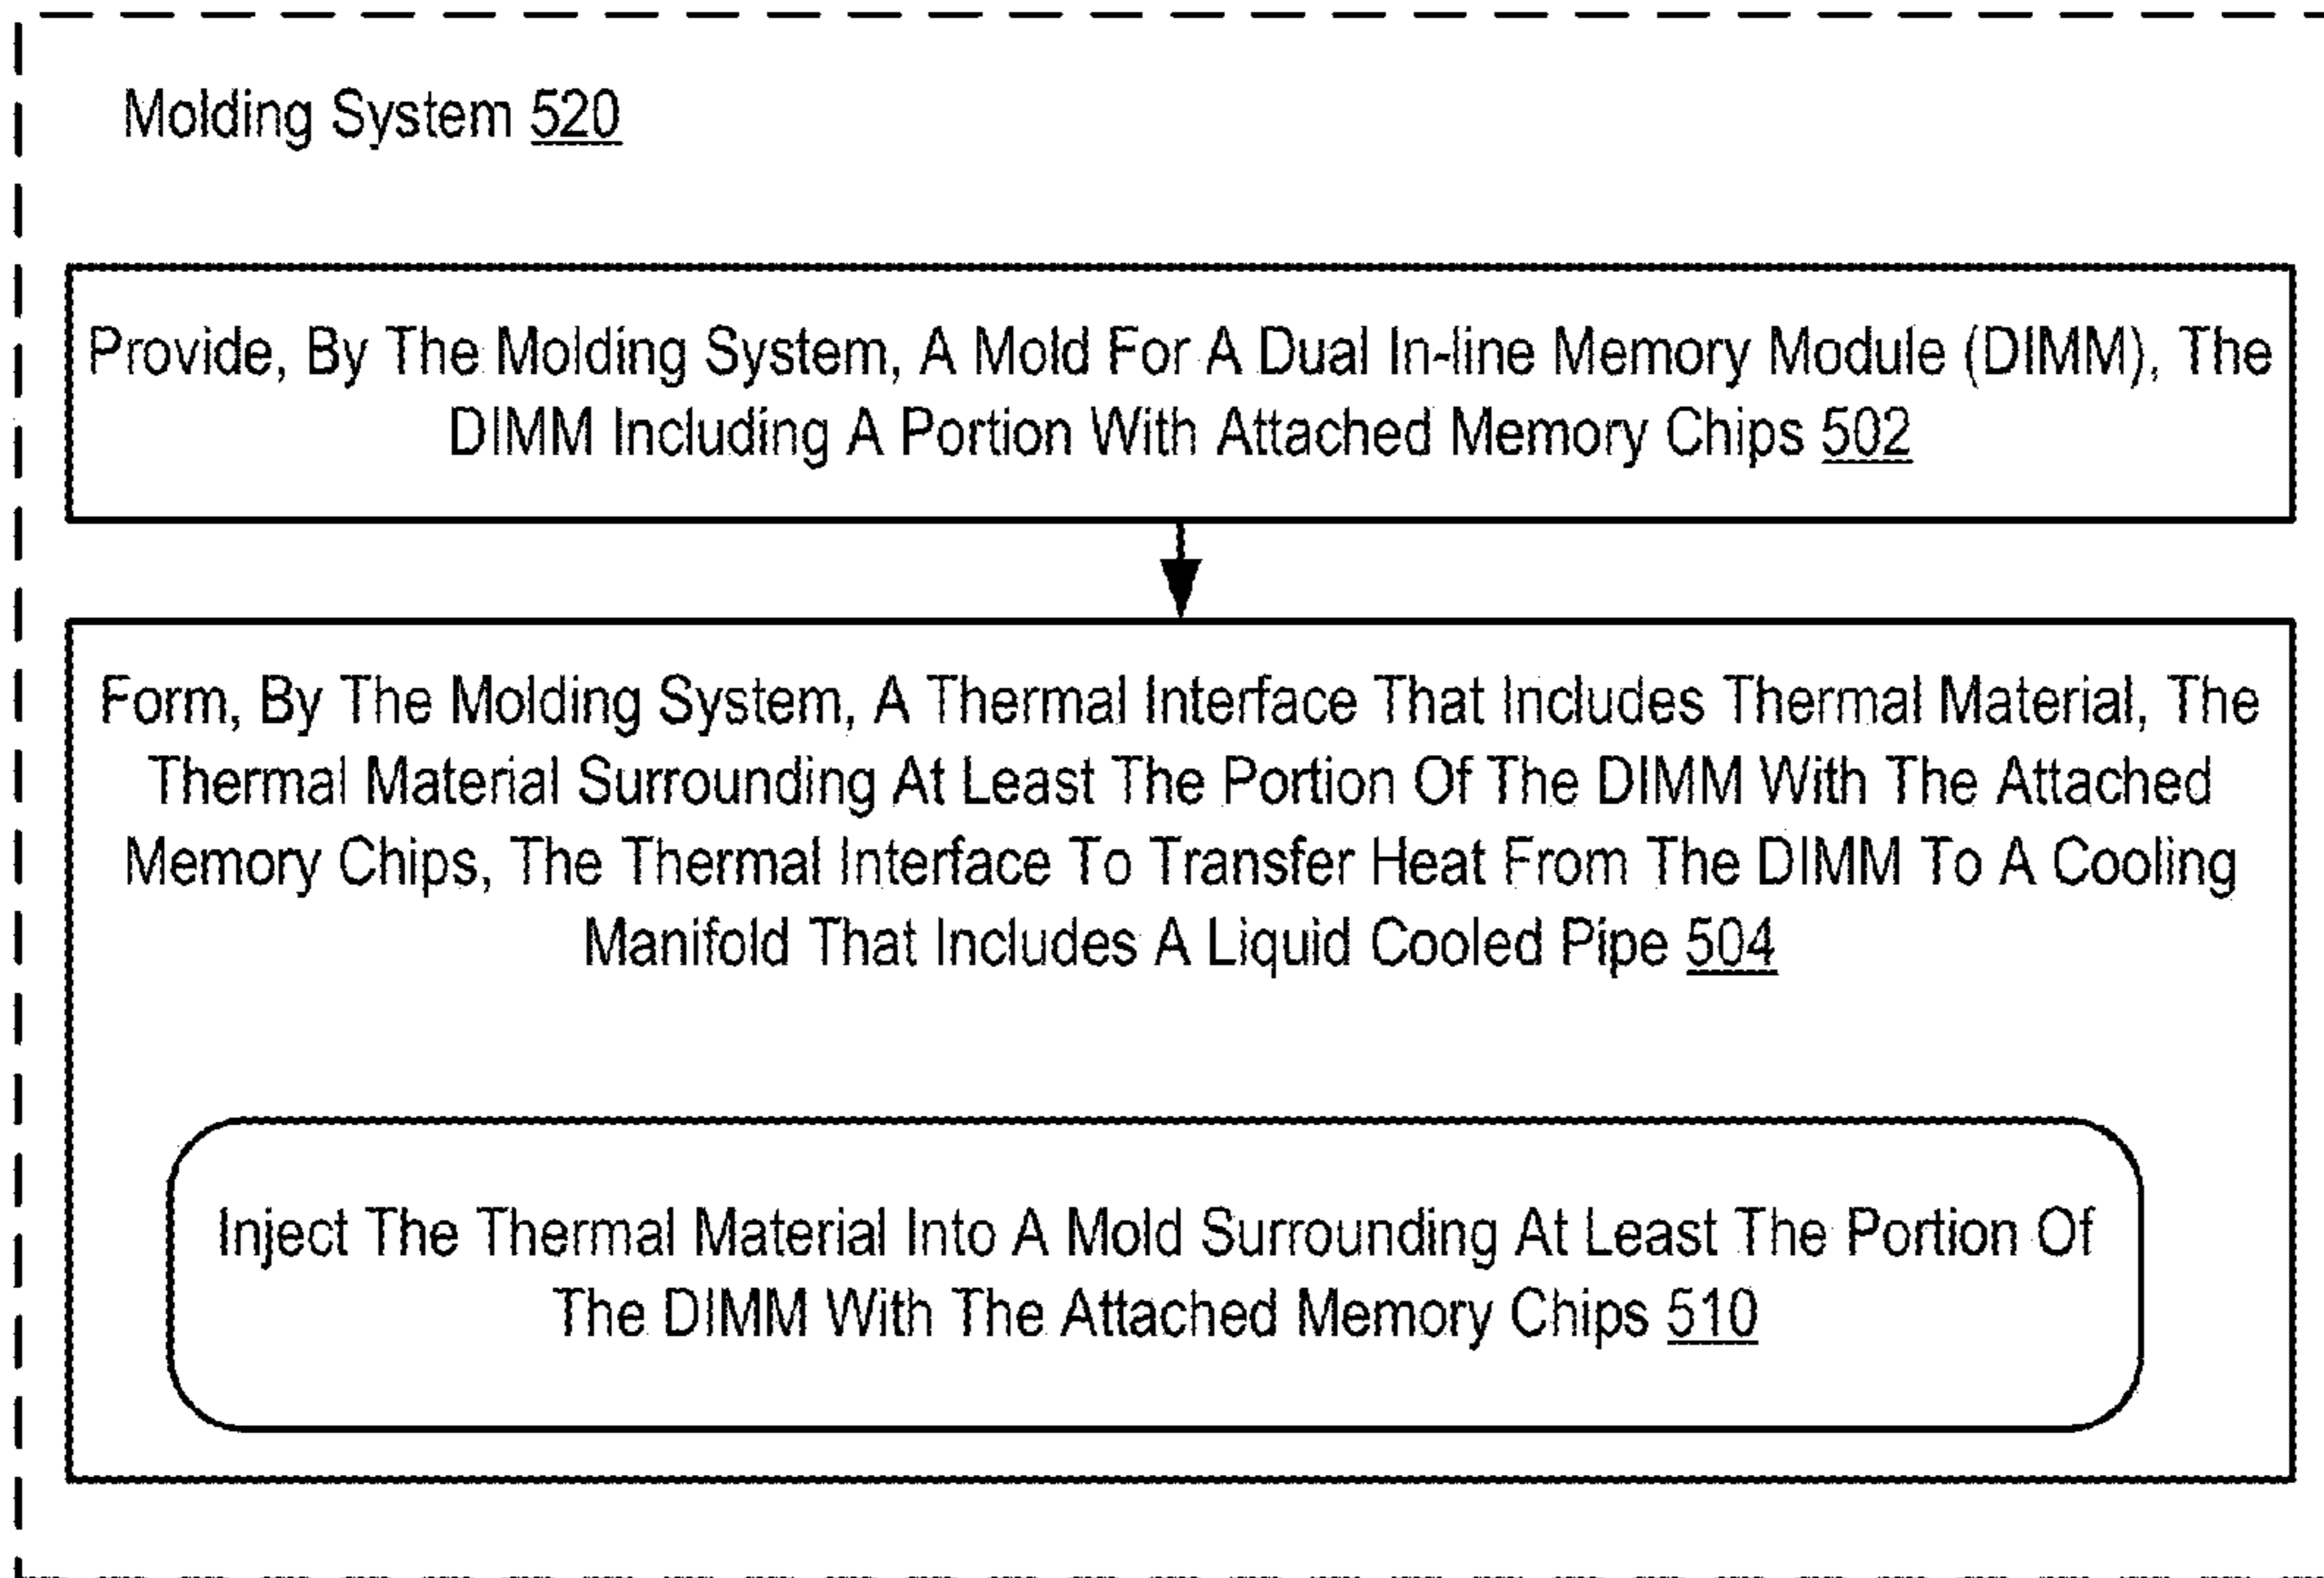 Molding System 520
Provide, By The Molding System, A Mold For A Dual In-line Memory Module (DIMM), The
DIMM Including A Portion With Attached Memory Chips 502
Form, By The Molding System, A Thermal Interface That Includes Thermal Material, The
Thermal Material Surrounding At Least The Portion Of The DIMM With The Attached
Memory Chips, The Thermal Interface To Transfer Heat From The DIMM To A Cooling
Manifold That Includes A Liquid Cooled Pipe 504
Inject The Thermal Material Into A Mold Surrounding At Least The Portion Of
The DIMM With The Attached Memory Chips 510